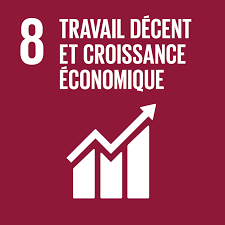 8 TRAVAIL DÉCENT
ET CROISSANCE
ÉCONOMIQUE